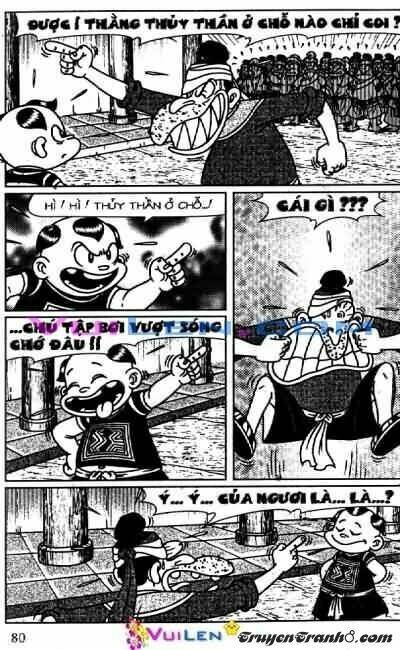 ĐƯỢC! THẰNG THỦY THẦN Ở CHỖ NÀO CHỈ COI ?
HÌ ! HÌ ! THỦY THẦN Ở CHỖ..!
CÁI GÌ ???
...CHÚ TẬP BƠI VƯỢT SÓNG
CHỚ ĐÂU !!
Ý... Ý... CỦA NGƯƠI LÀ... LÀ...?
80
VUILEN
TruyenTranh8.com